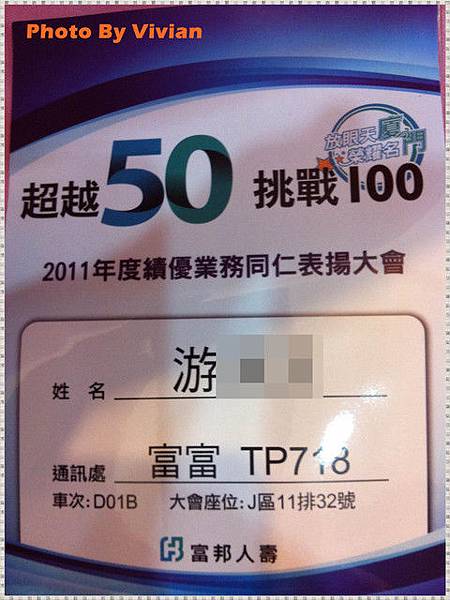 Photo By Vivian
放眼天廈門
榮耀名
超越50 挑戰100
2011年度績優業務同仁表揚大會
姓 名 游
通訊處 富富 TP718
車次:D01B 大會座位:J區11排32號
富邦人壽